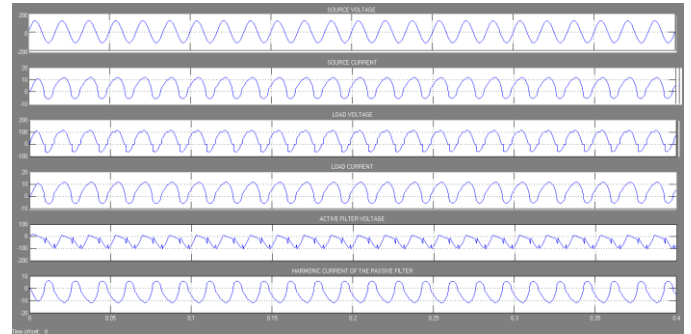 SOURCE VOLTAGE
200
0
-200
SOURCE CURRENT
20
10
0
-10
LOAD VOLTAGE
200
100
0
-100
LOAD CURRENT
20
10
0
-10
ACTIVE FILTER VOLTAGE
100
0
-100
-200
HARMONIC CURRENT OF THE PASSIVE FILTER
10
0
-10
-20
0 0.05 0.1 0.15 0.2 0.25 0.3 0.35 0.4
Time offset: 0